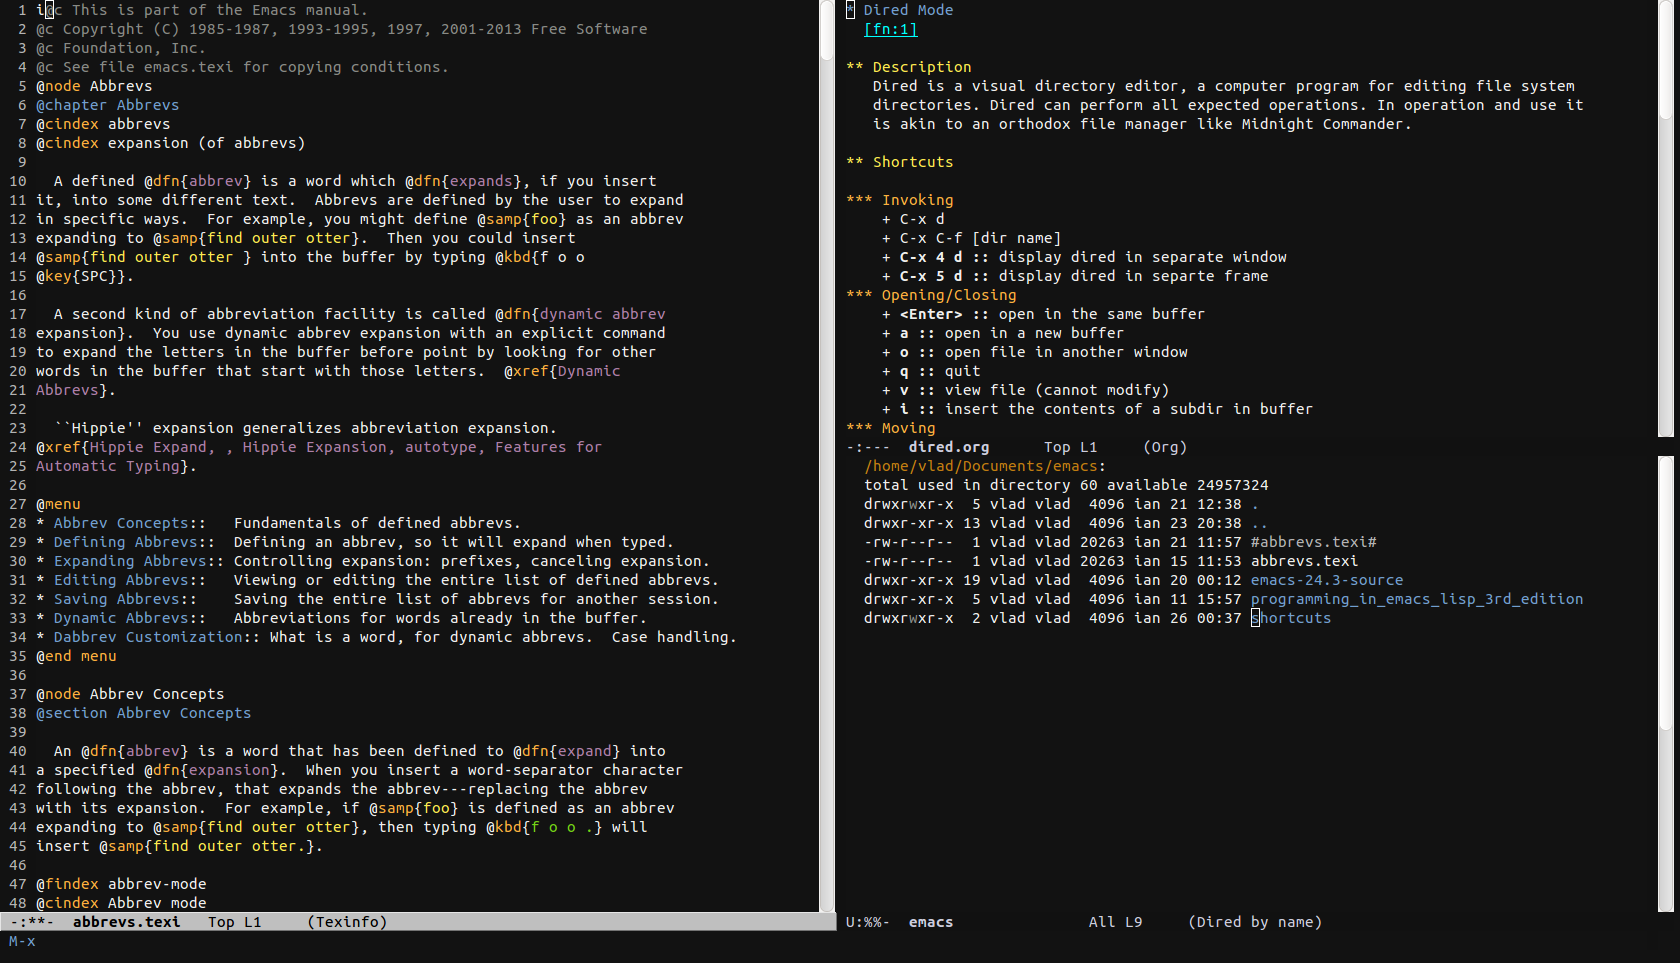 1 i@c This is part of the Emacs manual.
2 @c Copyright (C) 1985-1987, 1993-1995, 1997, 2001-2013 Free Software
3 @c Foundation, Inc.
4 @c See file emacs.texi for copying conditions.
5 @node Abbrevs
6 @chapter Abbrevs
7 @cindex abbrevs
8 @cindex expansion (of abbrevs)
9
10   A defined @dfn{abbrev} is a word which @dfn{expands}, if you insert
11 it, into some different text.  Abbrevs are defined by the user to expand
12 in specific ways.  For example, you might define @samp{foo} as an abbrev
13 expanding to @samp{find outer otter}.  Then you could insert
14 @samp{find outer otter } into the buffer by typing @kbd{f o o
15 @key{SPC}}.
16
17   A second kind of abbreviation facility is called @dfn{dynamic abbrev
18 expansion}.  You use dynamic abbrev expansion with an explicit command
19 to expand the letters in the buffer before point by looking for other
20 words in the buffer that start with those letters.  @xref{Dynamic
21 Abbrevs}.
22
23   ``Hippie'' expansion generalizes abbreviation expansion.
24 @xref{Hippie Expand, , Hippie Expansion, autotype, Features for
25 Automatic Typing}.
26
27 @menu
28 * Abbrev Concepts::   Fundamentals of defined abbrevs.
29 * Defining Abbrevs::  Defining an abbrev, so it will expand when typed.
30 * Expanding Abbrevs:: Controlling expansion: prefixes, canceling expansion.
31 * Editing Abbrevs::   Viewing or editing the entire list of defined abbrevs.
32 * Saving Abbrevs::    Saving the entire list of abbrevs for another session.
33 * Dynamic Abbrevs::   Abbreviations for words already in the buffer.
34 * Dabbrev Customization:: What is a word, for dynamic abbrevs.  Case handling.
35 @end menu
36
37 @node Abbrev Concepts
38 @section Abbrev Concepts
39
40   An @dfn{abbrev} is a word that has been defined to @dfn{expand} into
41 a specified @dfn{expansion}.  When you insert a word-separator character
42 following the abbrev, that expands the abbrev---replacing the abbrev
43 with its expansion.  For example, if @samp{foo} is defined as an abbrev
44 expanding to @samp{find outer otter}, then typing @kbd{f o o .} will
45 insert @samp{find outer otter.}.
46
47 @findex abbrev-mode
48 @cindex Abbrev mode
-:**-  abbrevs.texi   Top L1     (Texinfo)
M-x
* Dired Mode
  [fn:1]
** Description
   Dired is a visual directory editor, a computer program for editing file system
   directories. Dired can perform all expected operations. In operation and use it
   is akin to an orthodox file manager like Midnight Commander.
** Shortcuts
*** Invoking
    + C-x d
    + C-x C-f [dir name]
    + C-x 4 d :: display dired in separate window
    + C-x 5 d :: display dired in separte frame
*** Opening/Closing
    + <Enter> :: open in the same buffer
    + a :: open in a new buffer
    + o :: open file in another window
    + q :: quit
    + v :: view file (cannot modify)
    + i :: insert the contents of a subdir in buffer
*** Moving
-:---  dired.org      Top L1     (Org)
  /home/vlad/Documents/emacs:
  total used in directory 60 available 24957324
  drwxrwxr-x  5 vlad vlad  4096 ian 21 12:38 .
  drwxr-xr-x 13 vlad vlad  4096 ian 23 20:38 ..
  -rw-r--r--  1 vlad vlad 20263 ian 21 11:57 #abbrevs.texi#
  -rw-r--r--  1 vlad vlad 20263 ian 15 11:53 abbrevs.texi
  drwxr-xr-x 19 vlad vlad  4096 ian 20 00:12 emacs-24.3-source
  drwxr-xr-x  5 vlad vlad  4096 ian 11 15:57 programming_in_emacs_lisp_3rd_edition
  drwxrwxr-x  2 vlad vlad  4096 ian 26 00:37 shortcuts
U:%%-  emacs               All L9     (Dired by name)